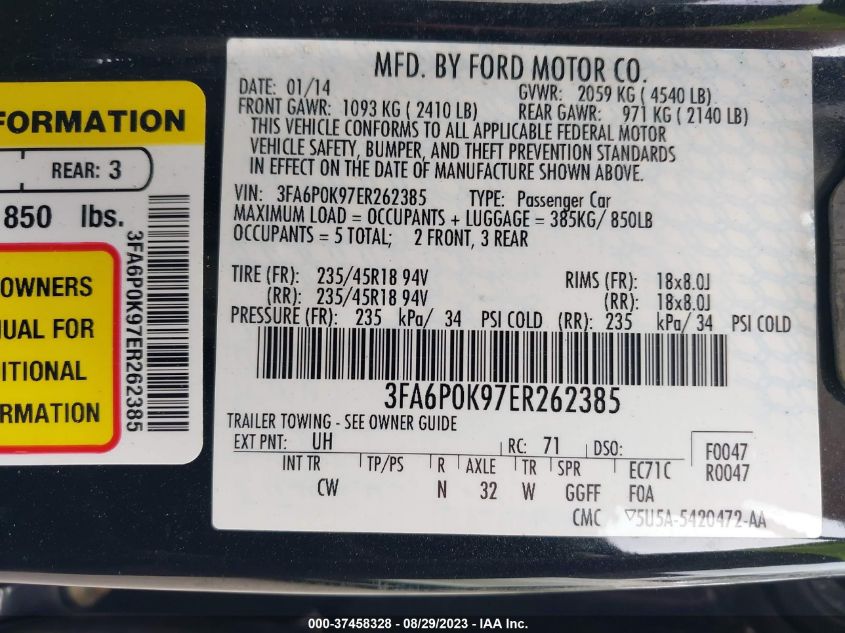 FORMATION
REAR: 3
850 lbs.
OWNERS
NUAL FOR
ITIONAL
ORMATION
3FA6P0K97ER262385
MFD. BY FORD MOTOR CO.
DATE: 01/14 GVWR: 2059 KG ( 4540 LB)
FRONT GAWR: 1093 KG ( 2410 LB) REAR GAWR: 971 KG ( 2140 LB)
THIS VEHICLE CONFORMS TO ALL APPLICABLE FEDERAL MOTOR
VEHICLE SAFETY, BUMPER, AND THEFT PREVENTION STANDARDS
IN EFFECT ON THE DATE OF MANUFACTURE SHOWN ABOVE.
VIN: 3FA6P0K97ER262385 TYPE: Passenger Car
MAXIMUM LOAD = OCCUPANTS + LUGGAGE = 385KG/ 850LB
OCCUPANTS = 5 TOTAL; 2 FRONT, 3 REAR
TIRE (FR): 235/45R18 94V RIMS (FR): 18x8.0J
(RR): 235/45R18 94V (RR): 18x8.0J
PRESSURE (FR): 235 kPa/ 34 PSI COLD (RR): 235 kPa/ 34 PSI COLD
3FA6P0K97ER262385
TRAILER TOWING - SEE OWNER GUIDE
EXT PNT: UH RC: 71 DSO: F0047
R0047
INT TR TP/PS R AXLE TR SPR EC71C
CW N 32 W GGFF F0A
CMC ▽5U5A-5420472-AA
000-37458328 - 08/29/2023 - IAA Inc.